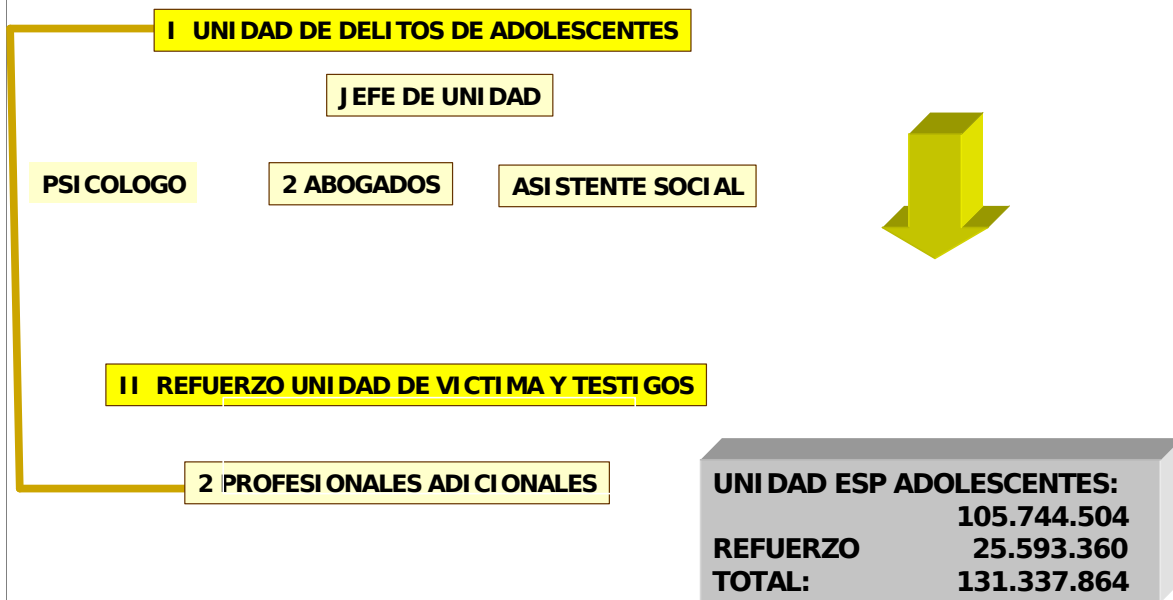 I UNIDAD DE DELITOS DE ADOLESCENTES
JEFE DE UNIDAD
PSICOLOGO
2 ABOGADOS
ASISTENTE SOCIAL
II REFUERZO UNIDAD DE VICTIMA Y TESTIGOS
2 PROFESIONALES ADICIONALES
UNIDAD ESP ADOLESCENTES:
105.744.504
REFUERZO 25.593.360
TOTAL: 131.337.864